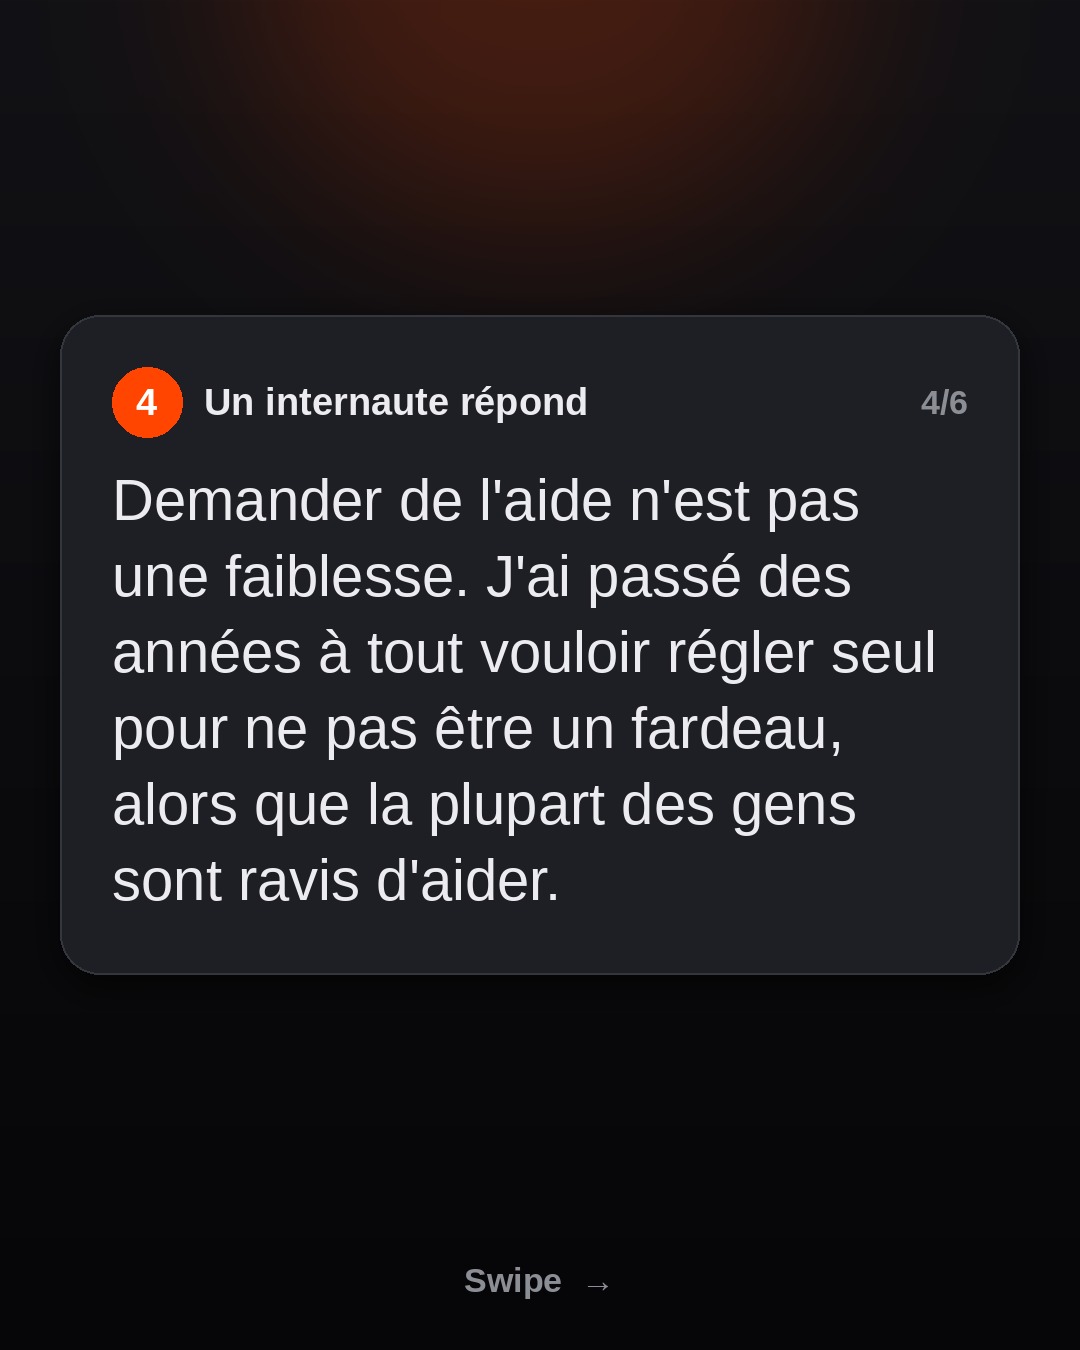 4 Un internaute répond 4/6
Demander de l'aide n'est pas
une faiblesse. J'ai passé des
années à tout vouloir régler seul
pour ne pas être un fardeau,
alors que la plupart des gens
sont ravis d'aider.
Swipe →